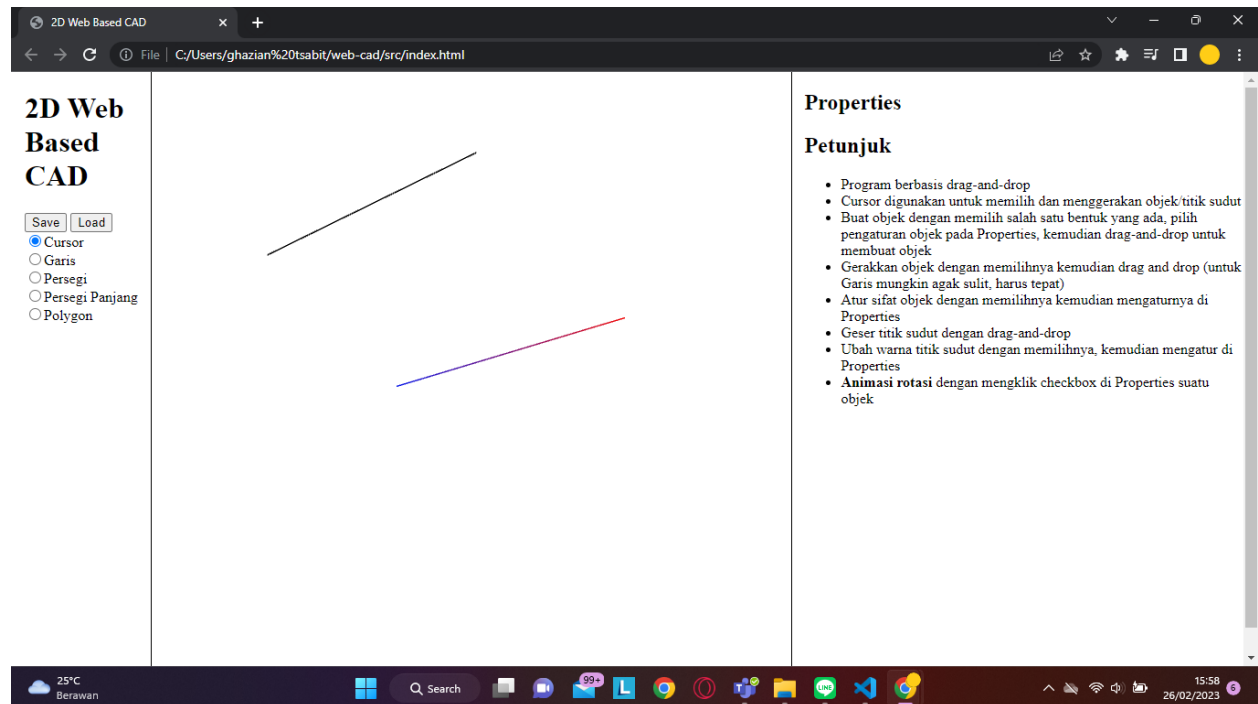 2D Web Based CAD
File
C:/Users/ghazian%20tsabit/web-cad/src/index.html
2D Web
Based
CAD
Save Load
Cursor
Garis
Persegi
Persegi Panjang
Polygon
Properties
Petunjuk
• Program berbasis drag-and-drop
• Cursor digunakan untuk memilih dan menggerakan objek/titik sudut
• Buat objek dengan memilih salah satu bentuk yang ada, pilih
pengaturan objek pada Properties, kemudian drag-and-drop untuk
membuat objek
• Gerakkan objek dengan memilihnya kemudian drag and drop (untuk
Garis mungkin agak sulit, harus tepat)
• Atur sifat objek dengan memilihnya kemudian mengaturnya di
Properties
• Geser titik sudut dengan drag-and-drop
• Ubah warna titik sudut dengan memilihnya, kemudian mengatur di
Properties
• Animasi rotasi dengan mengklik checkbox di Properties suatu
objek
25°C
Berawan
Search
99+
L
LINE
15:58
26/02/2023
6